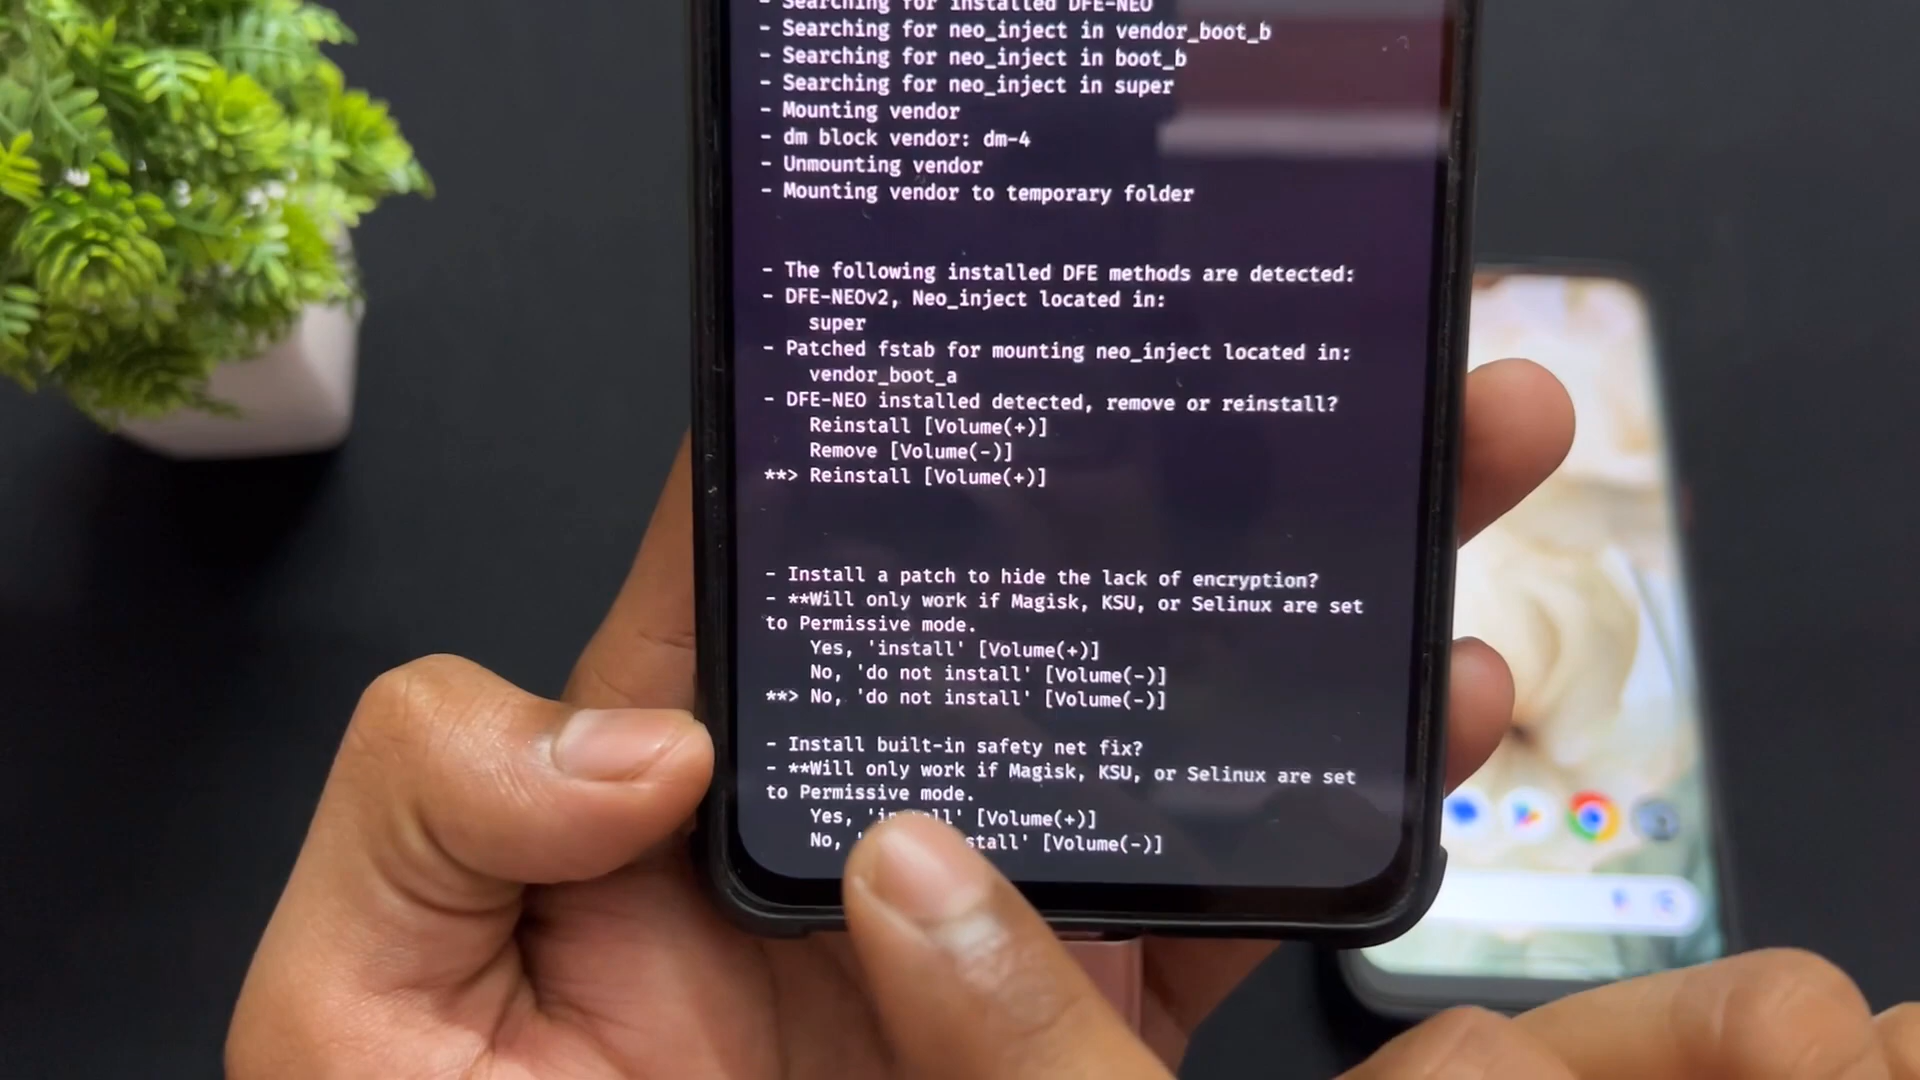 - Searching for installed DFE-NEO
- Searching for neo_inject in vendor_boot_b
- Searching for neo_inject in boot_b
- Searching for neo_inject in super
- Mounting vendor
- dm block vendor: dm-4
- Unmounting vendor
- Mounting vendor to temporary folder
- The following installed DFE methods are detected:
- DFE-NEOv2, Neo_inject located in:
super
- Patched fstab for mounting neo_inject located in:
vendor_boot_a
- DFE-NEO installed detected, remove or reinstall?
Reinstall [Volume(+)]
Remove [Volume(-)]
**> Reinstall [Volume(+)]
- Install a patch to hide the lack of encryption?
- **Will only work if Magisk, KSU, or Selinux are set
to Permissive mode.
Yes, 'install' [Volume(+)]
No, 'do not install' [Volume(-)]
**> No, 'do not install' [Volume(-)]
- Install built-in safety net fix?
- **Will only work if Magisk, KSU, or Selinux are set
to Permissive mode.
Yes, 'install' [Volume(+)]
No, [Volume(-)]